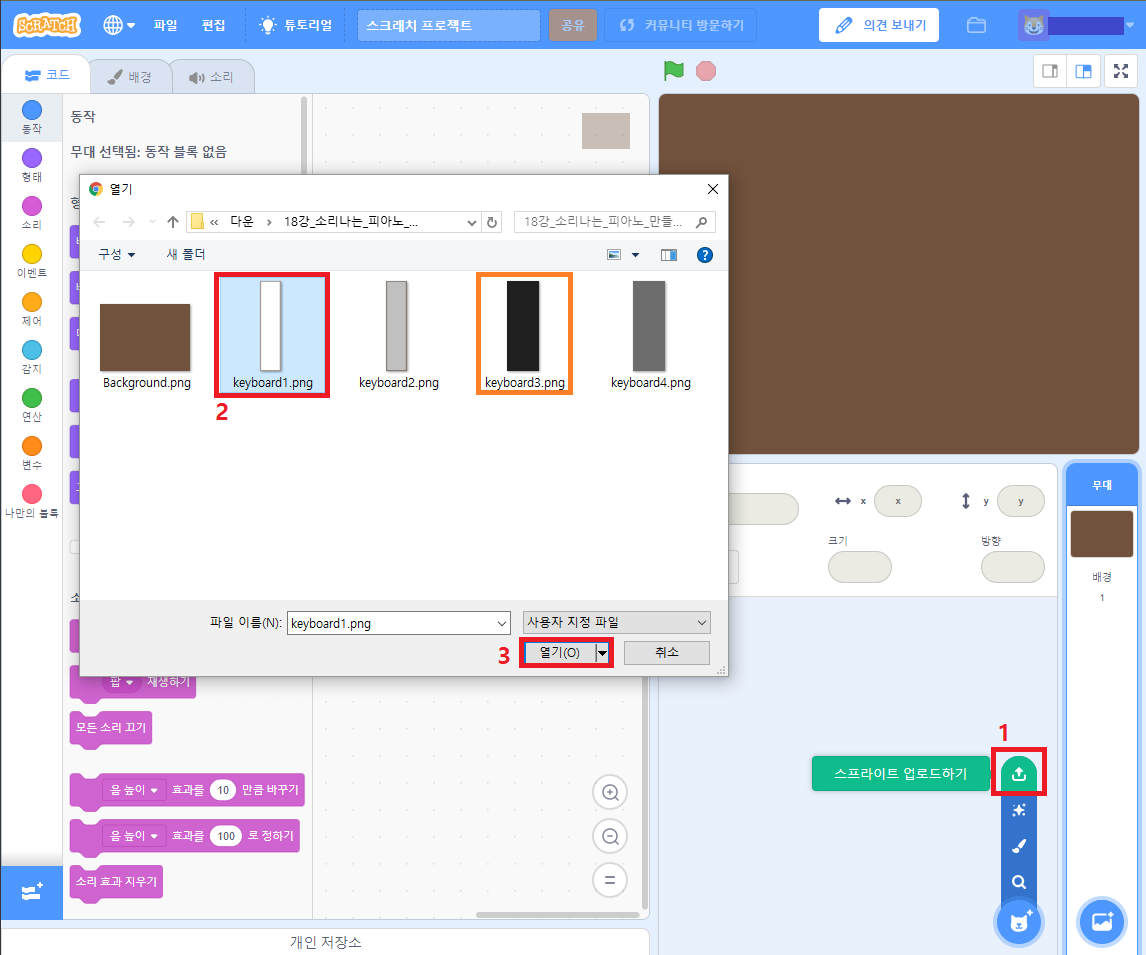 SCRATCH
파일
편집
튜토리얼
스크래치 프로젝트
공유
커뮤니티 방문하기
의견 보내기
코드
배경
소리
동작
형태
소리
이벤트
제어
감지
연산
변수
나만의 블록
동작
무대 선택됨: 동작 블록 없음
열기
« 다운 › 18강_소리나는_피아노_...
18강_소리나는_피아노_만들...
구성
새 폴더
Background.png
keyboard1.png
keyboard2.png
keyboard3.png
keyboard4.png
2
파일 이름(N):
keyboard1.png
사용자 지정 파일
3
열기(O)
취소
팝 재생하기
모든 소리 끄기
음 높이 효과를 10 만큼 바꾸기
음 높이 효과를 100 로 정하기
소리 효과 지우기
개인 저장소
x
x
y
y
크기
방향
무대
배경
1
1
스프라이트 업로드하기